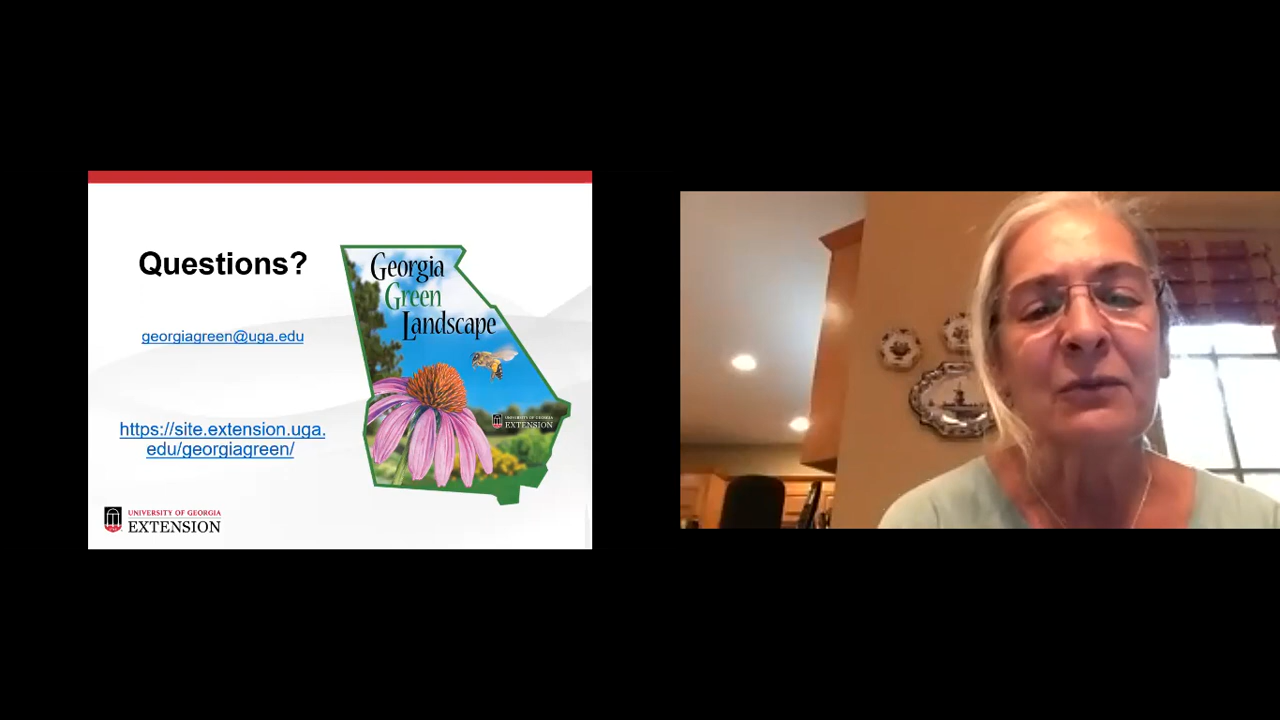 Questions?
georgiagreen@uga.edu
https://site.extension.uga.
edu/georgiagreen/
UNIVERSITY OF GEORGIA
EXTENSION
Georgia
Green
Landscape
UNIVERSITY OF GEORGIA
EXTENSION